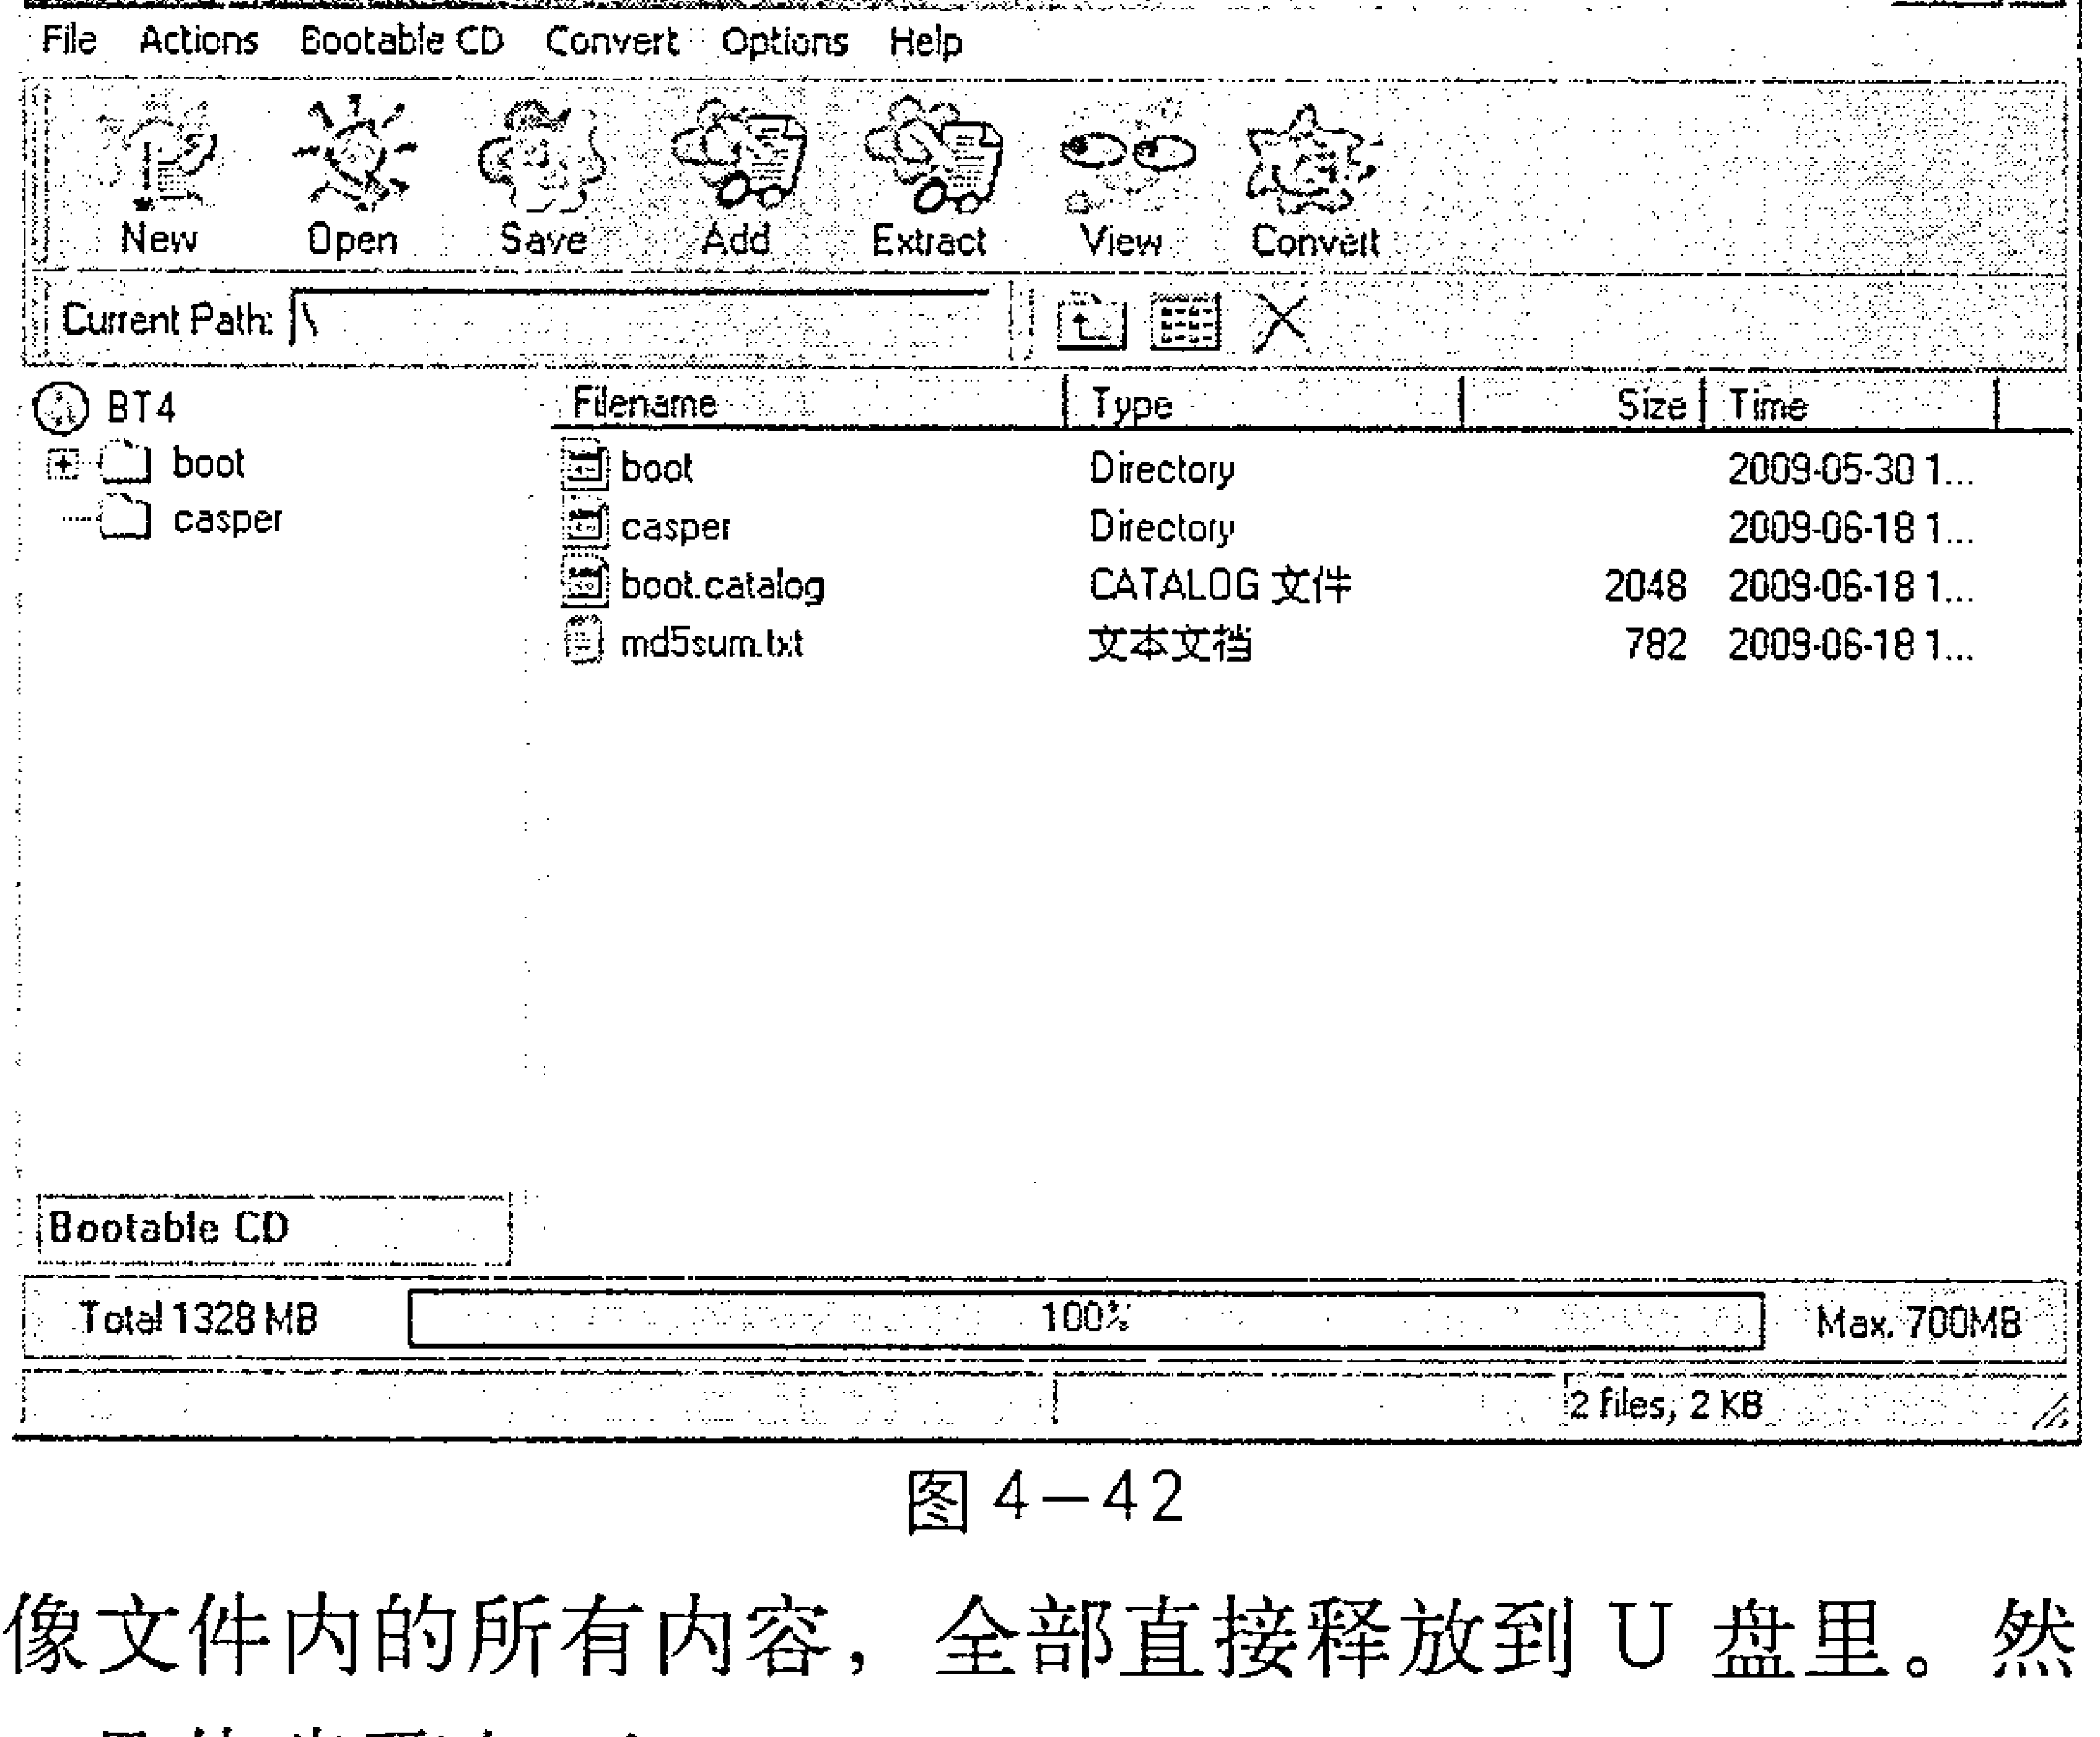 File Actions Bootable CD Convert Options Help
New Open Save Add Extract View Convert
Current Path: \
BT4 Filename Type Size Time
boot boot Directory 2009-05-30 1...
casper casper Directory 2009-06-18 1...
boot.catalog CATALOG 文件 2048 2009-06-18 1...
md5sum.txt 文本文档 782 2009-06-18 1...
Bootable CD
Total 1328 MB 100% Max. 700MB
2 files, 2 KB
图 4-42
像文件内的所有内容，全部直接释放到 U 盘里。然